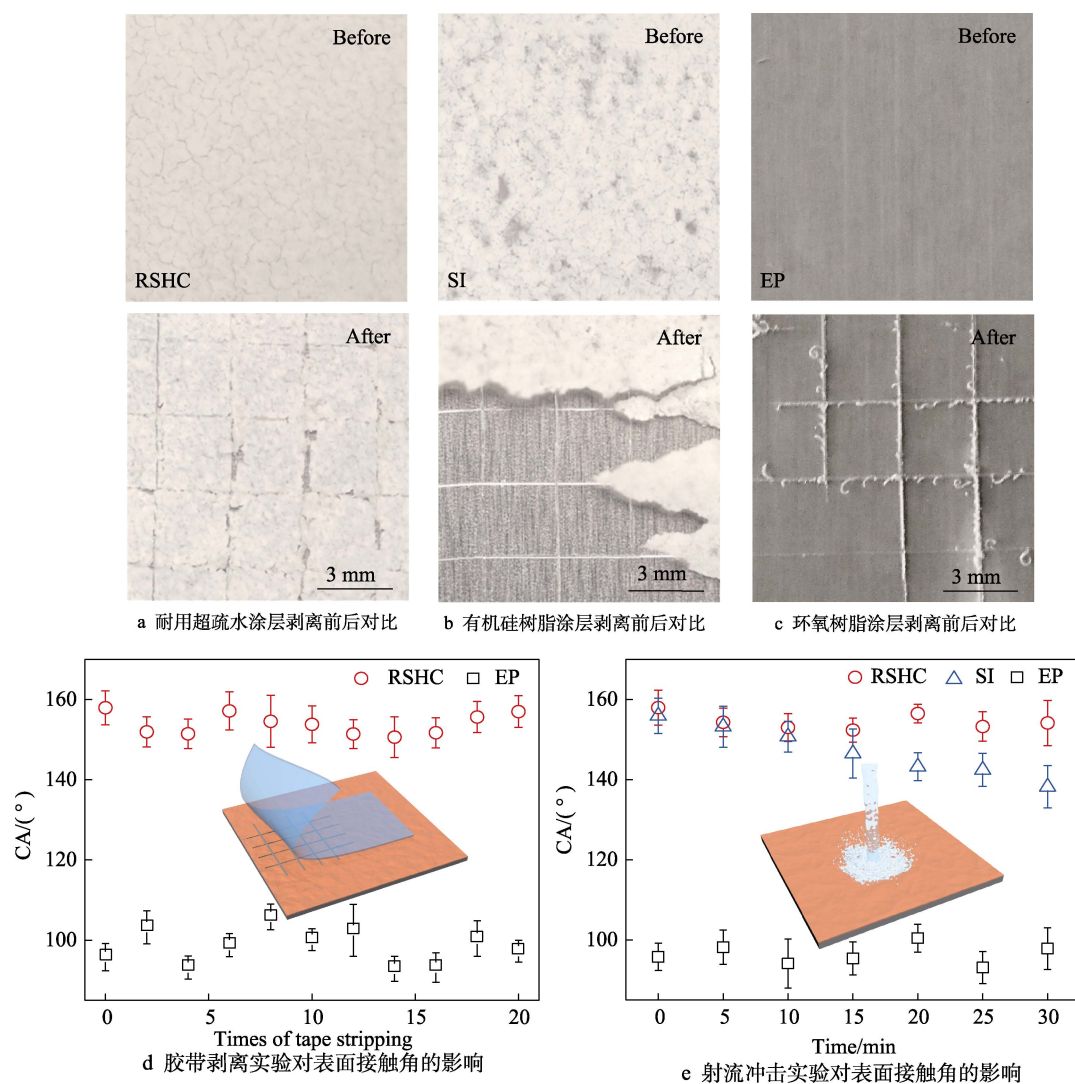 Before
RSHC
Before
SI
Before
EP
After
3 mm
After
3 mm
After
3 mm
a 耐用超疏水涂层剥离前后对比
b 有机硅树脂涂层剥离前后对比
c 环氧树脂涂层剥离前后对比
RSHC EP
160
140
120
100
CA/(°)
0 5 10 15 20
Times of tape stripping
d 胶带剥离实验对表面接触角的影响
RSHC SI EP
160
140
120
100
CA/(°)
0 5 10 15 20 25 30
Time/min
e 射流冲击实验对表面接触角的影响